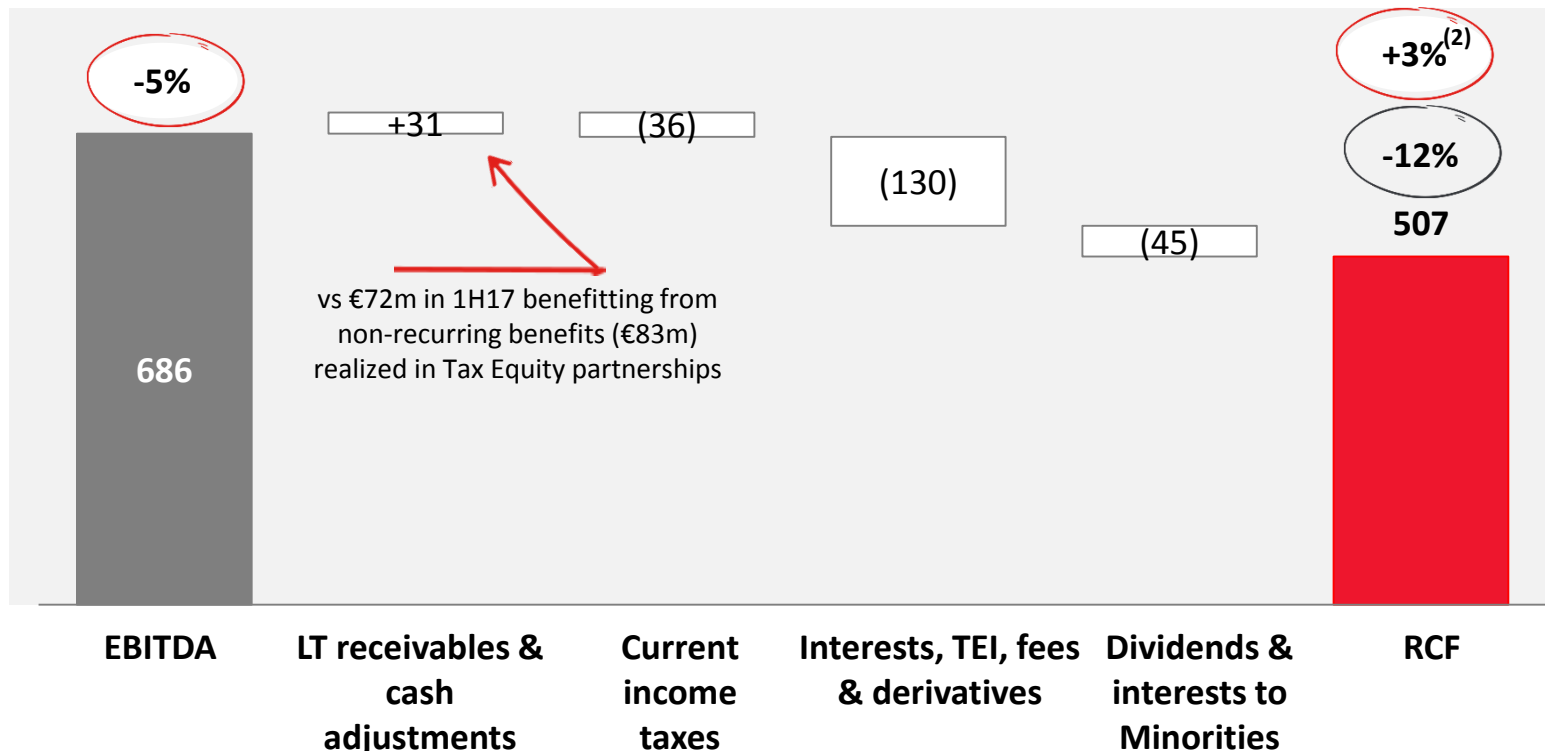 -5%
+3%(2)
-12%
+31
(36)
(130)
(45)
507
686
vs €72m in 1H17 benefitting from
non-recurring benefits (€83m)
realized in Tax Equity partnerships
EBITDA
LT receivables &
cash
adjustments
Current
income
taxes
Interests, TEI, fees
& derivatives
Dividends &
interests to
Minorities
RCF